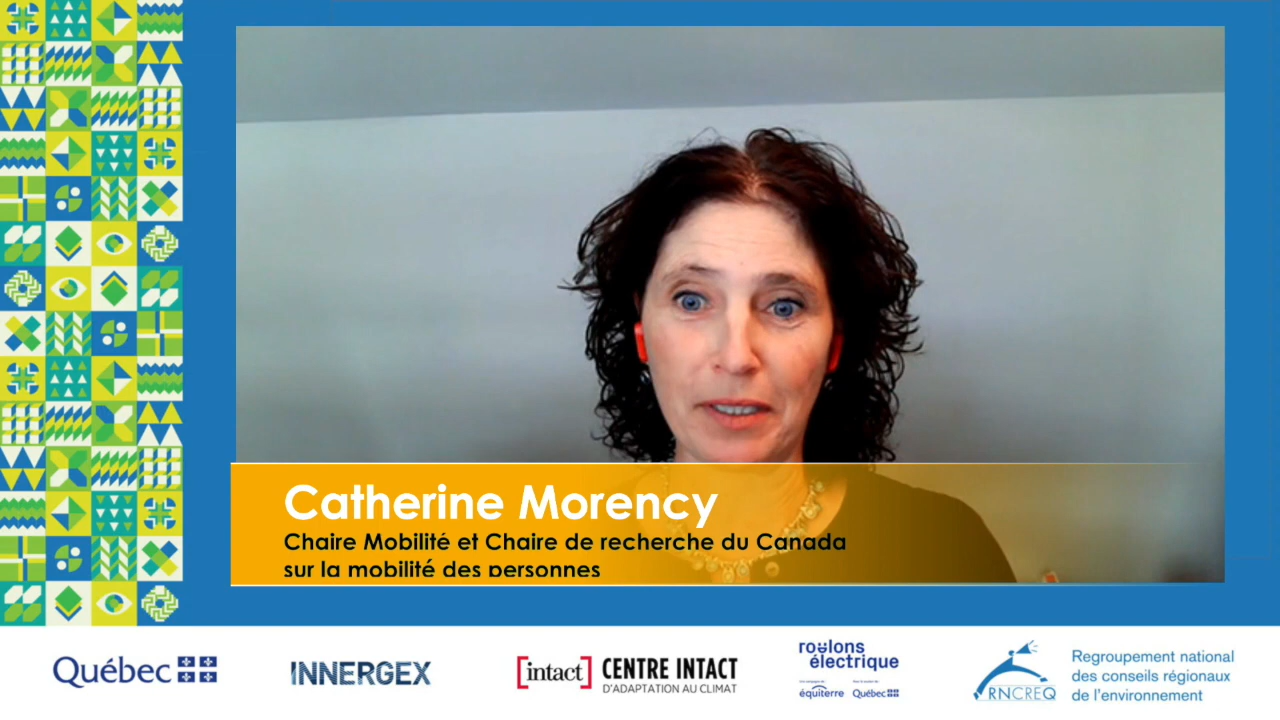 Catherine Morency
Chaire Mobilité et Chaire de recherche du Canada
sur la mobilité des personnes
Québec
INNERGEX
[intact] CENTRE INTACT
D'ADAPTATION AU CLIMAT
roulons
électrique
équiterre Québec
RNCREQ
Regroupement national
des conseils régionaux
de l'environnement